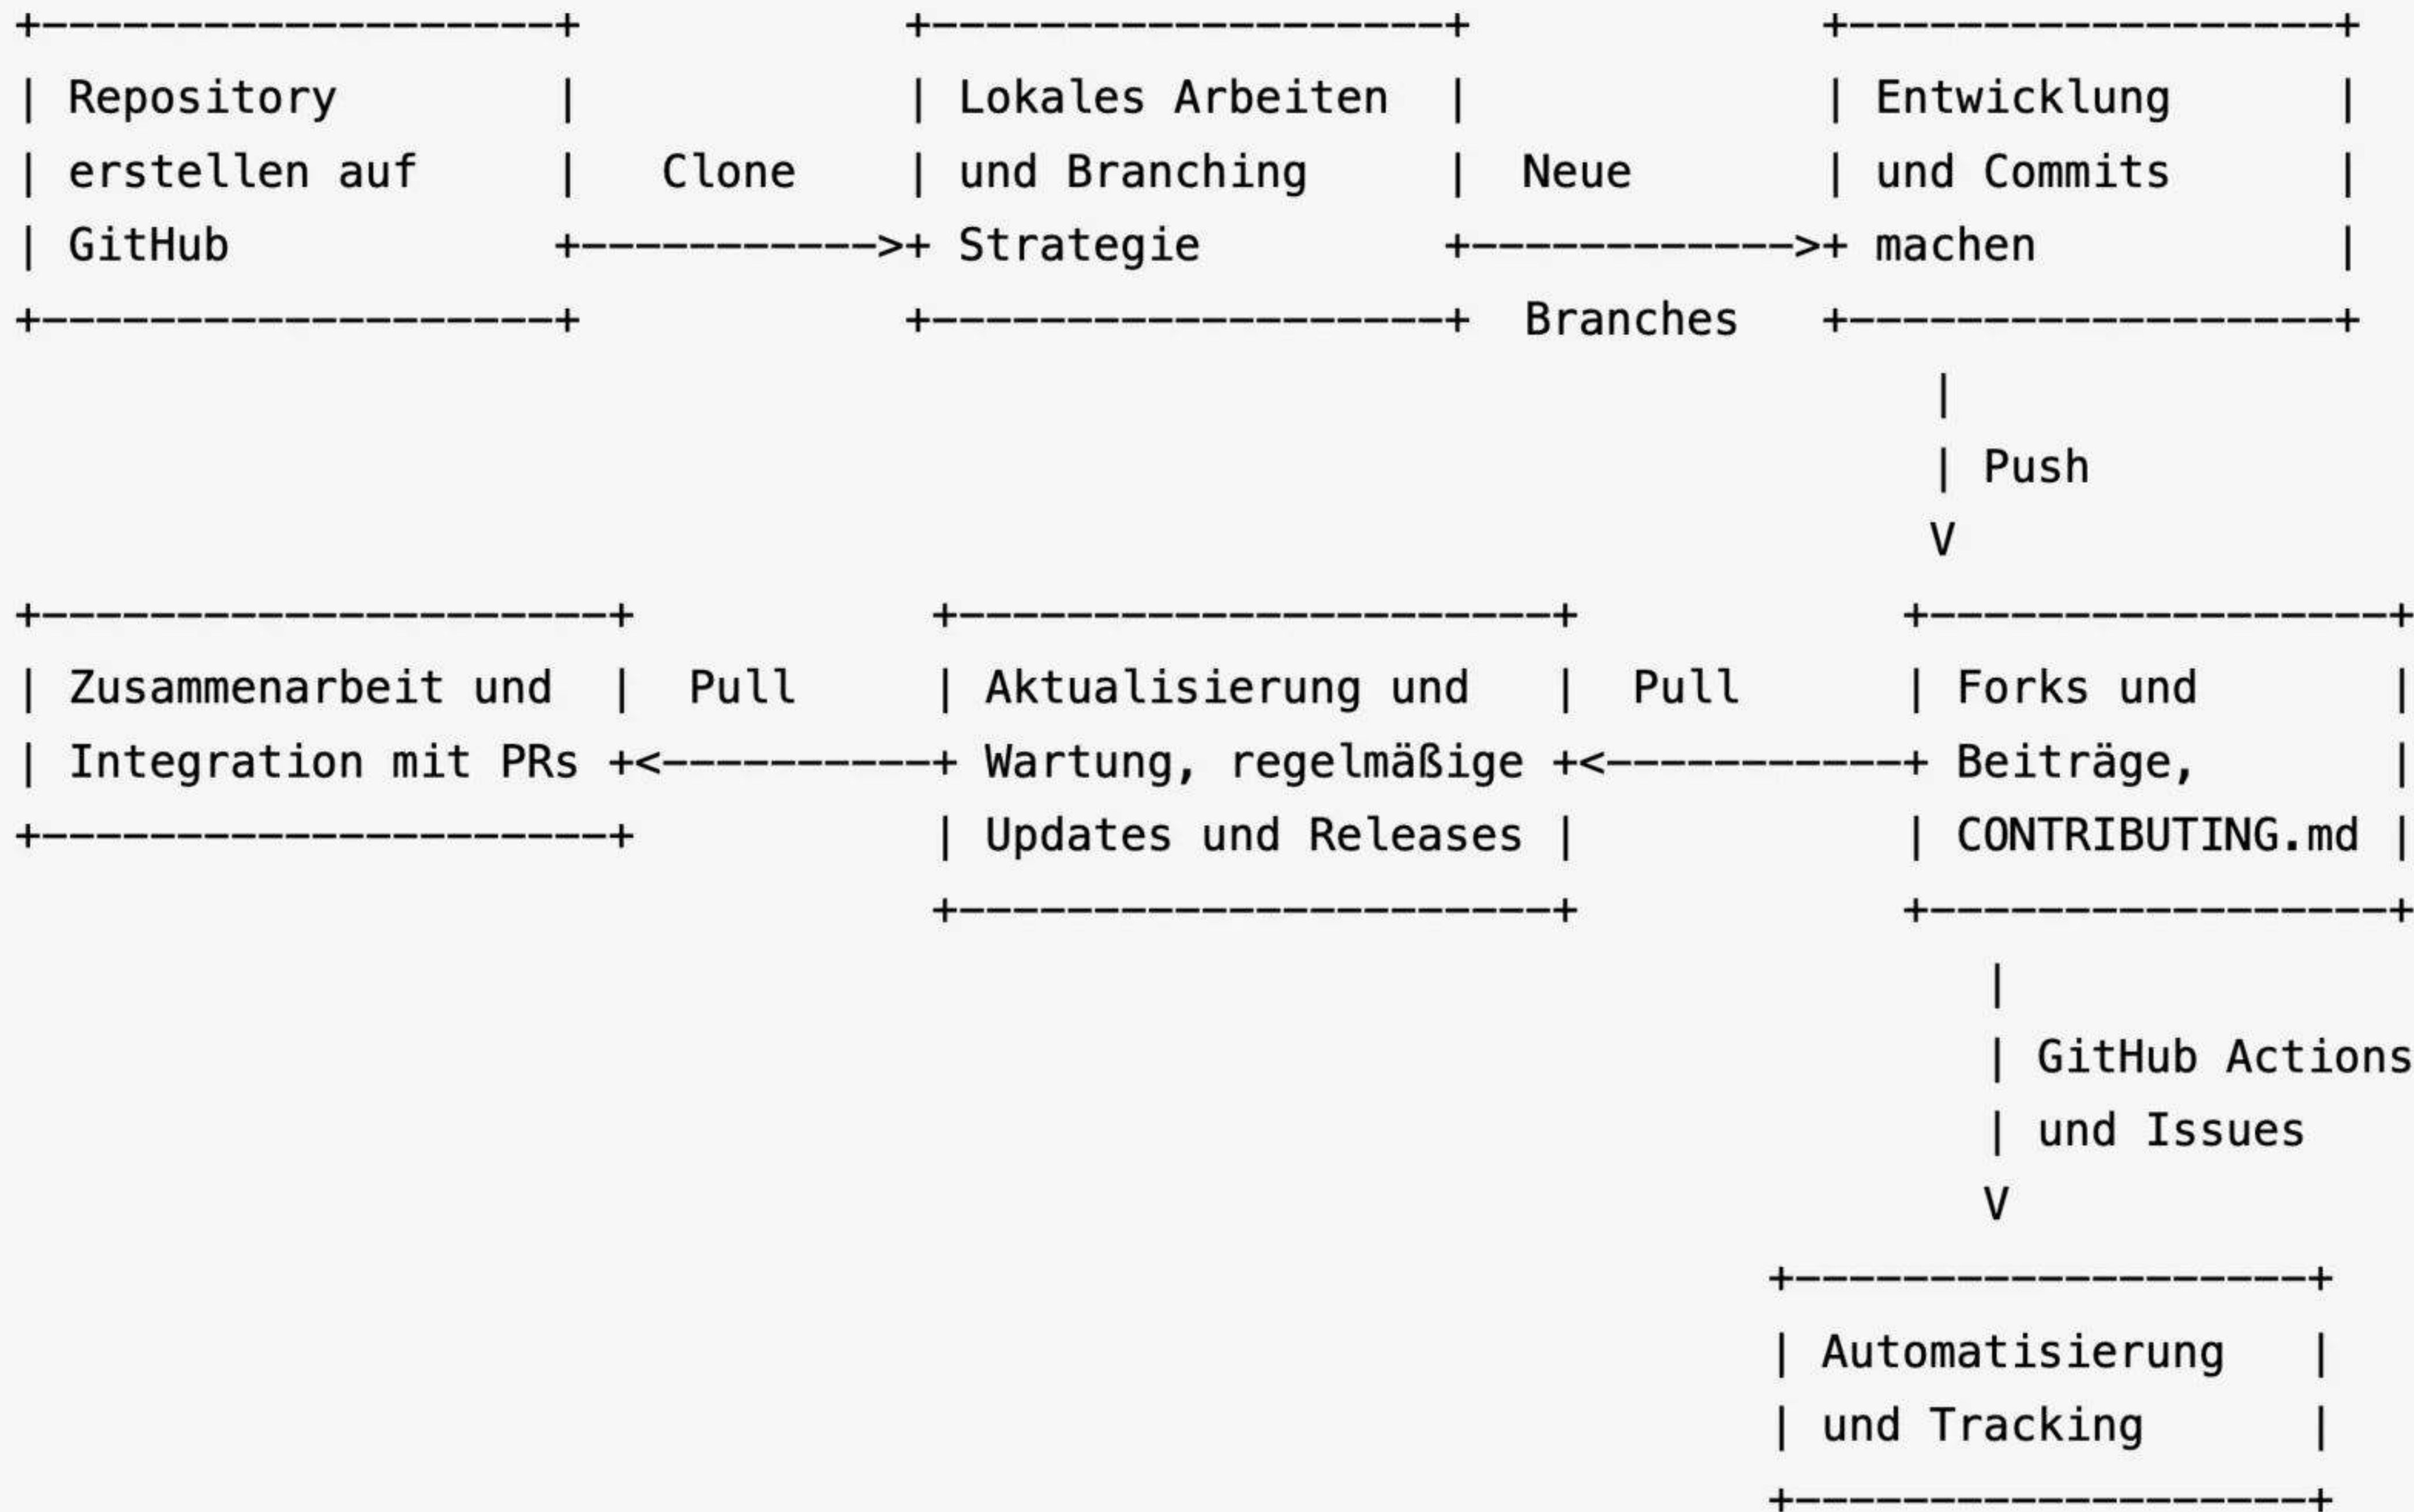 +-------------------+            +-------------------+             +------------------+
| Repository        |            | Lokales Arbeiten  |             | Entwicklung      |
| erstellen auf     |   Clone    | und Branching     |  Neue       | und Commits      |
| GitHub            +----------->+ Strategie         +------------>+ machen           |
+-------------------+            +-------------------+  Branches   +------------------+
|
| Push
V
+---------------------+           +----------------------+            +-----------------+
| Zusammenarbeit und  |  Pull     | Aktualisierung und   |  Pull      | Forks und       |
| Integration mit PRs +<----------+ Wartung, regelmäßige +<-----------+ Beiträge,       |
+---------------------+           | Updates und Releases |            | CONTRIBUTING.md |
+----------------------+            +-----------------+
|
| GitHub Actions
| und Issues
V
+-------------------+
| Automatisierung   |
| und Tracking      |
+-------------------+